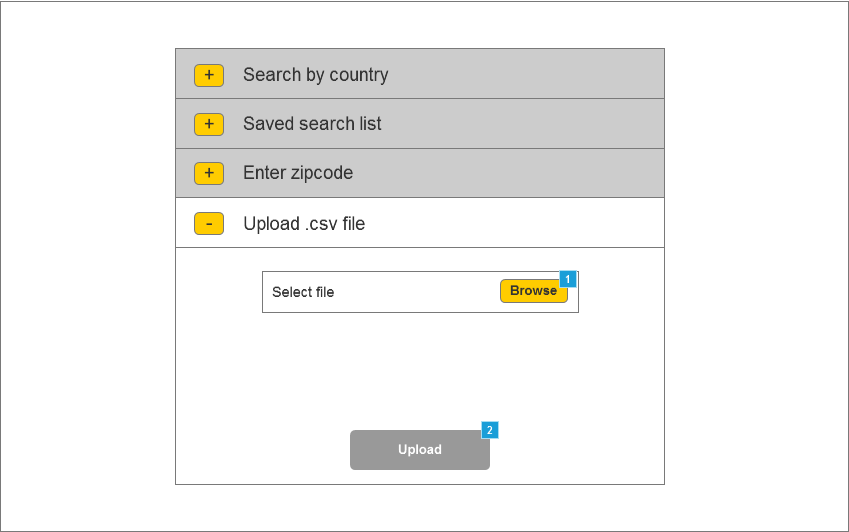 + Search by country
+ Saved search list
+ Enter zipcode
- Upload .csv file
Select file Browse 1
Upload 2